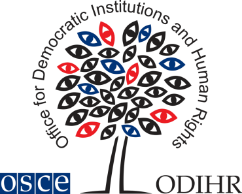 Office for Democratic Institutions and Human Rights
osce ODIHR